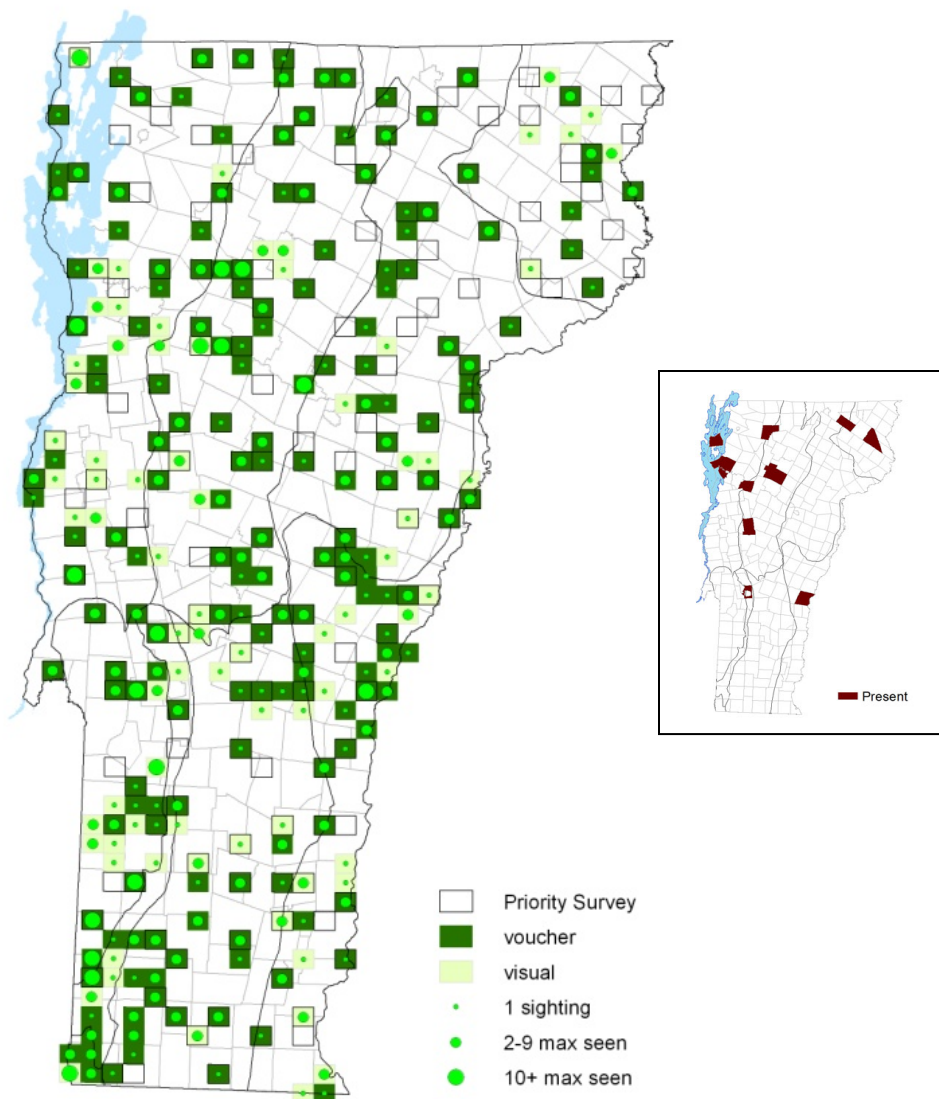 Present
Priority Survey
voucher
visual
1 sighting
2-9 max seen
10+ max seen